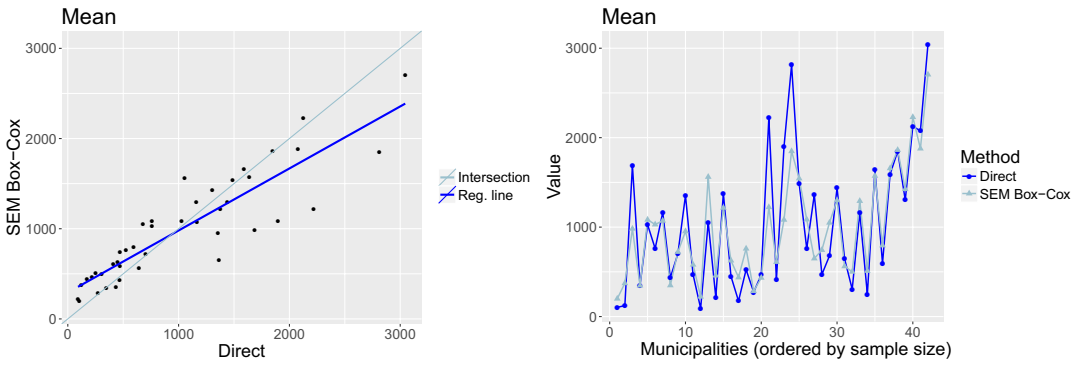 Mean
3000
2000
1000
0
SEM Box−Cox
0 1000 2000 3000
Direct
Intersection
Reg. line
Mean
3000
2000
1000
0
Value
0 10 20 30 40
Municipalities (ordered by sample size)
Method
Direct
SEM Box−Cox